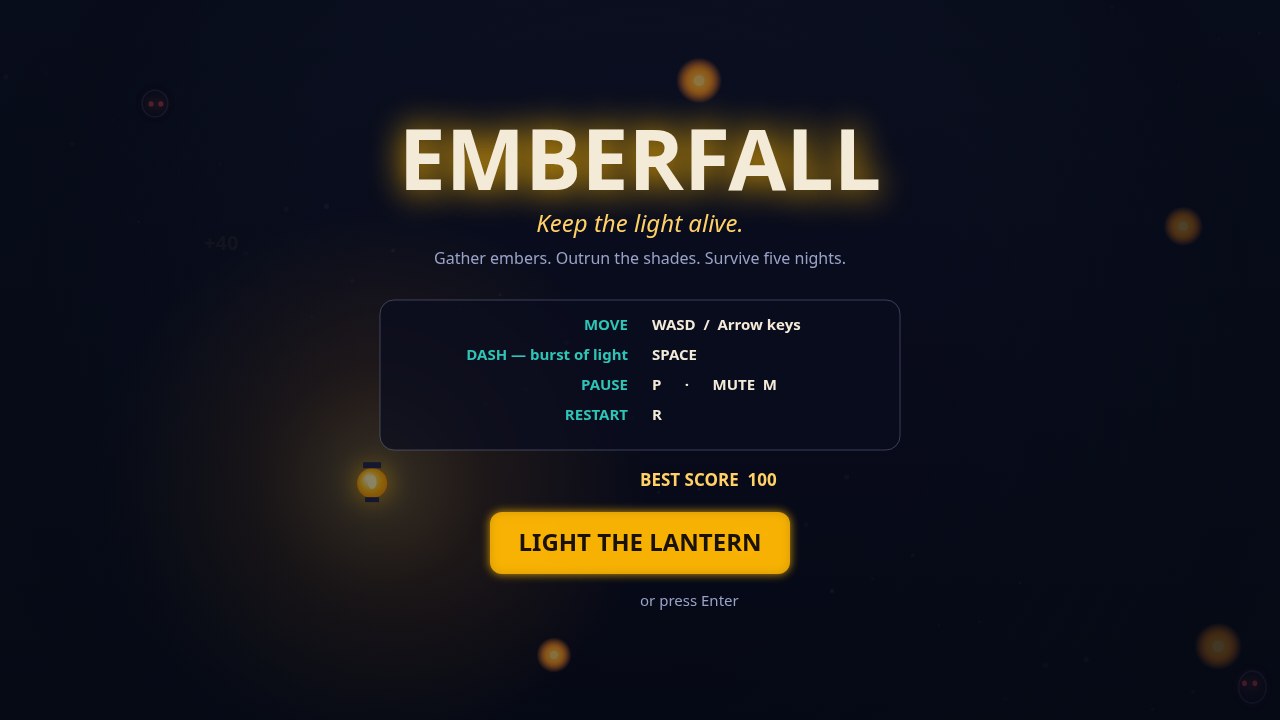 EMBERFALL
Keep the light alive.
Gather embers. Outrun the shades. Survive five nights.
+40
MOVE WASD / Arrow keys
DASH — burst of light SPACE
PAUSE P · MUTE M
RESTART R
BEST SCORE 100
LIGHT THE LANTERN
or press Enter